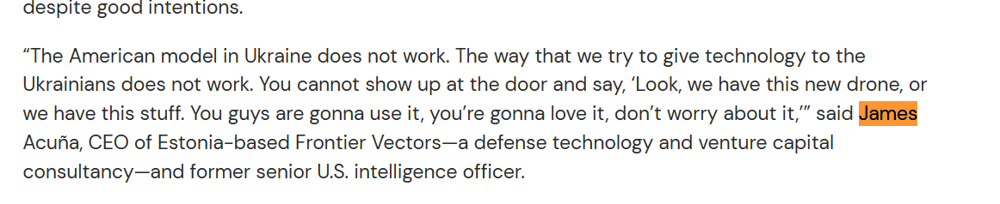 despite good intentions.
“The American model in Ukraine does not work. The way that we try to give technology to the
Ukrainians does not work. You cannot show up at the door and say, ‘Look, we have this new drone, or
we have this stuff. You guys are gonna use it, you’re gonna love it, don’t worry about it,’” said James
Acuña, CEO of Estonia-based Frontier Vectors—a defense technology and venture capital
consultancy—and former senior U.S. intelligence officer.